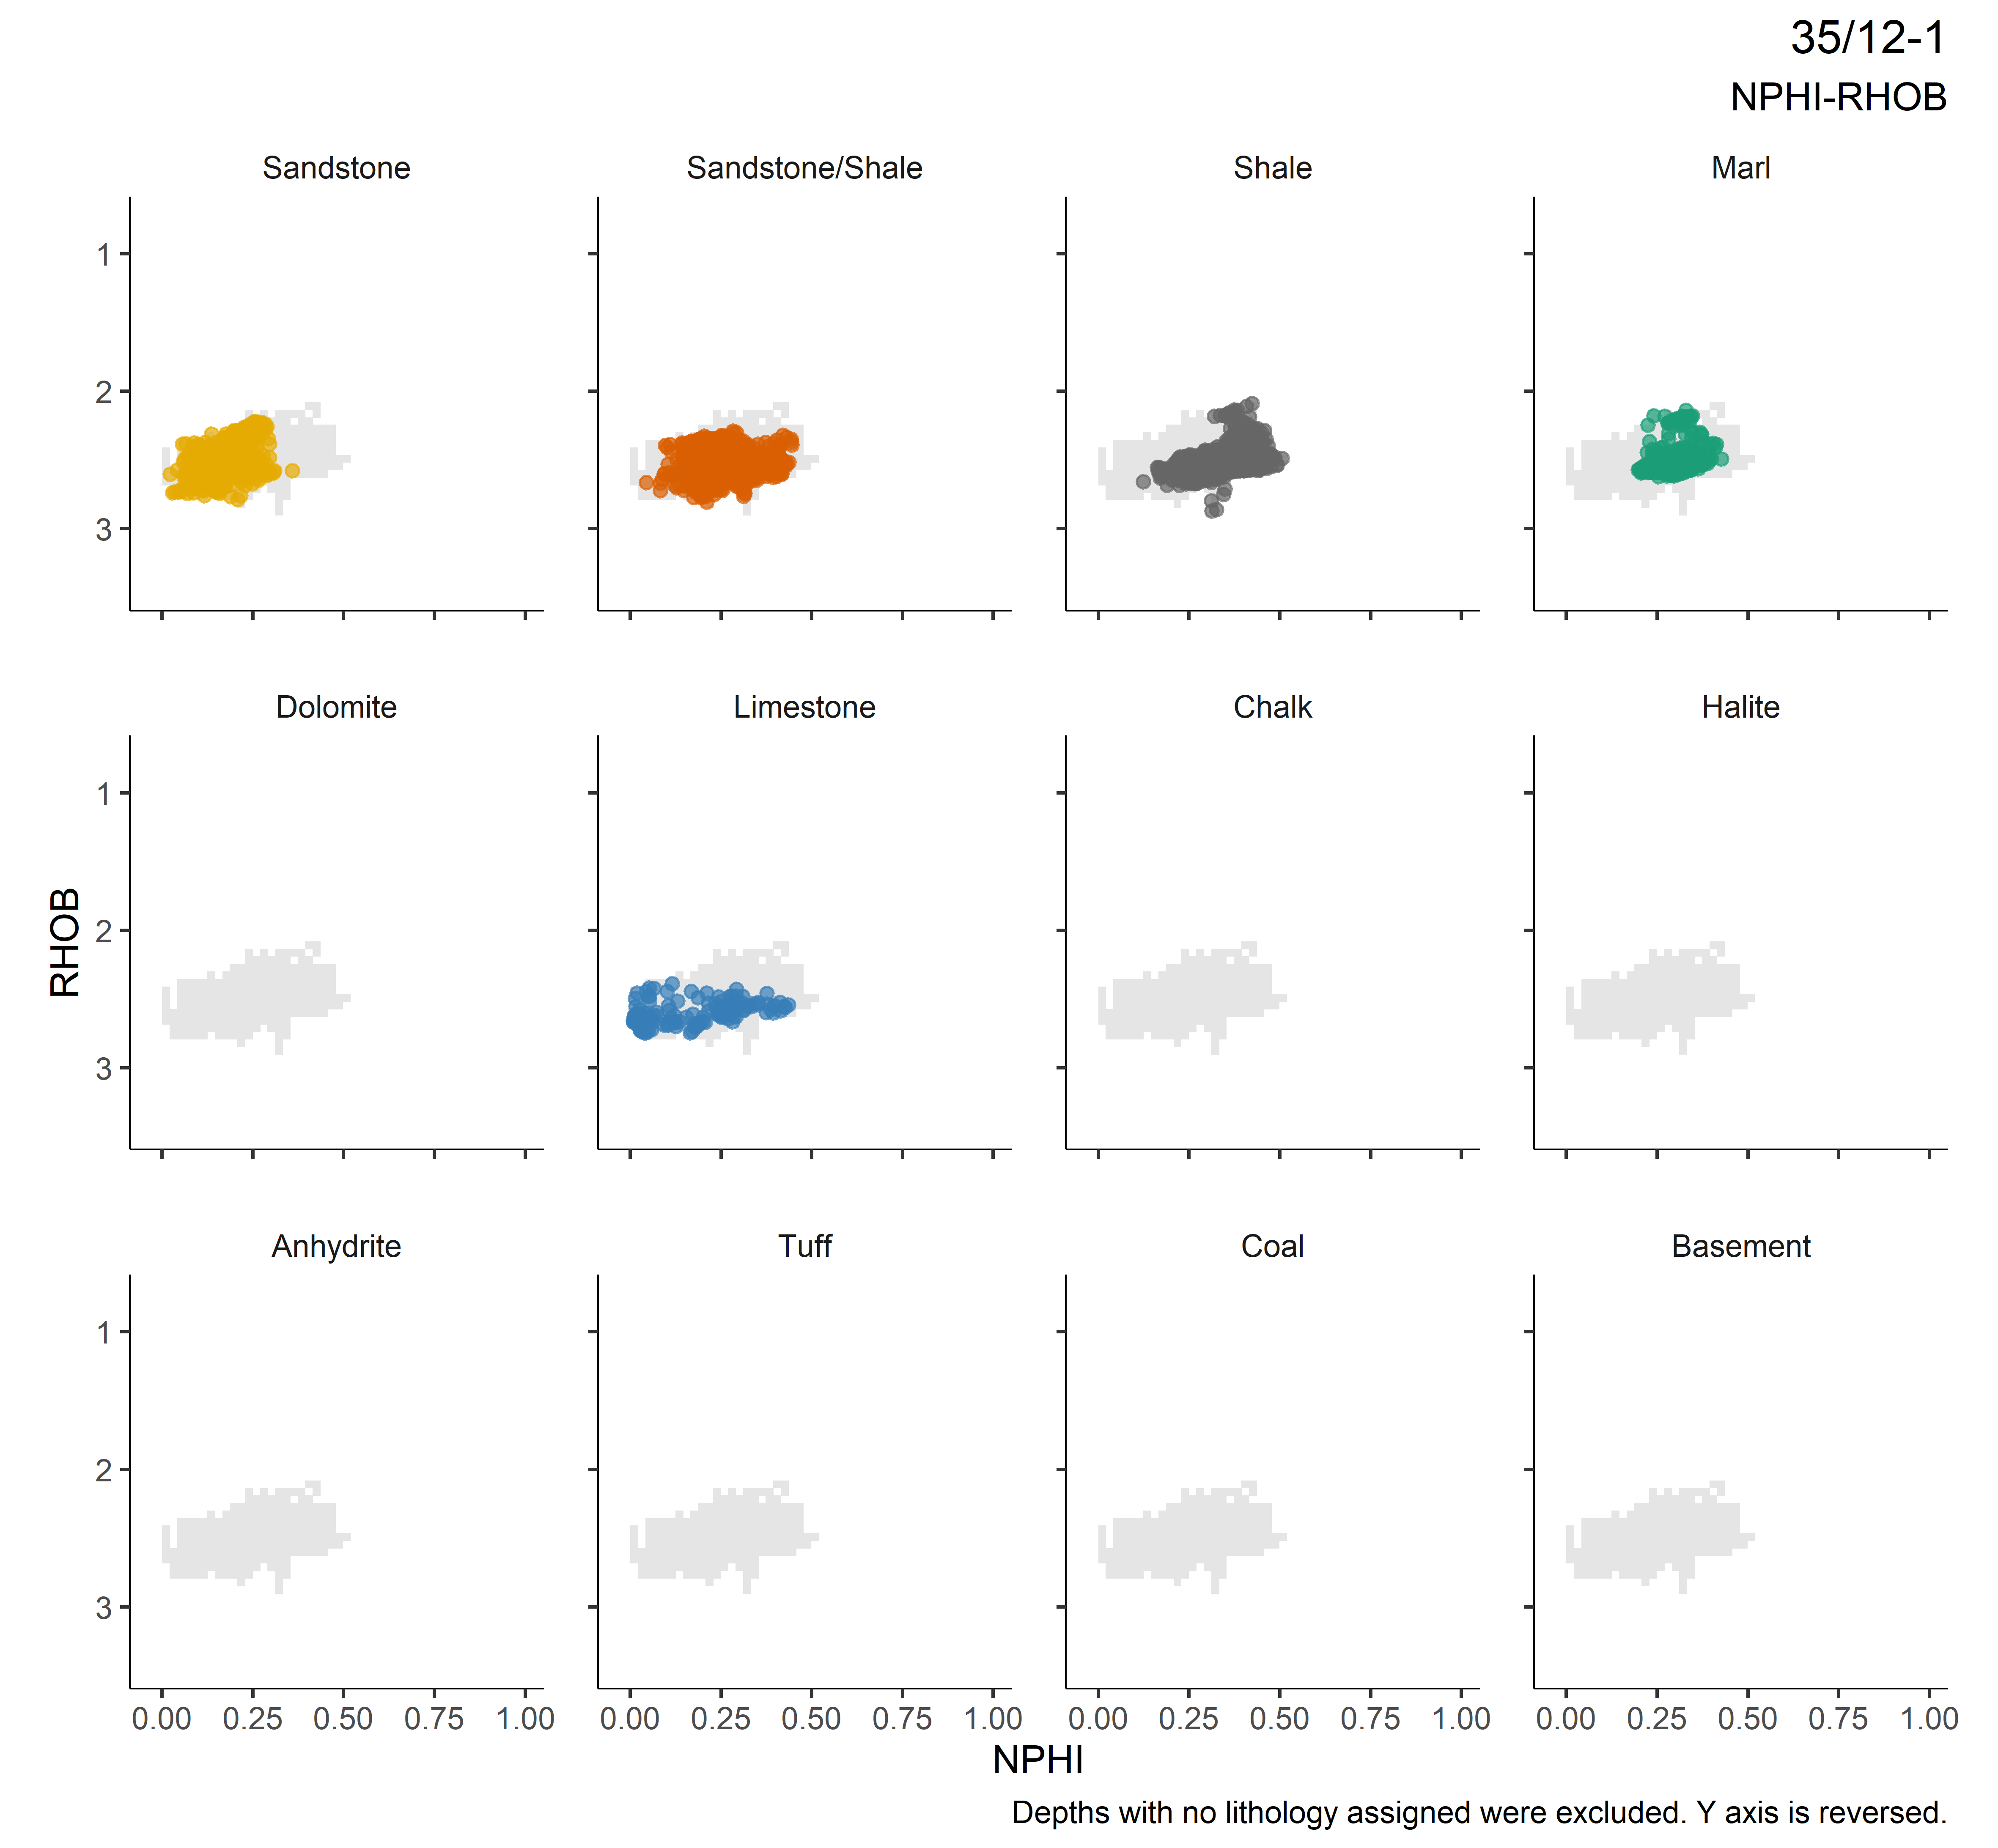 35/12-1
NPHI-RHOB
Sandstone Sandstone/Shale Shale Marl
1
2
3
Dolomite Limestone Chalk Halite
RHOB
1
2
3
Anhydrite Tuff Coal Basement
1
2
3
0.00 0.25 0.50 0.75 1.00 0.00 0.25 0.50 0.75 1.00 0.00 0.25 0.50 0.75 1.00 0.00 0.25 0.50 0.75 1.00
NPHI
Depths with no lithology assigned were excluded. Y axis is reversed.